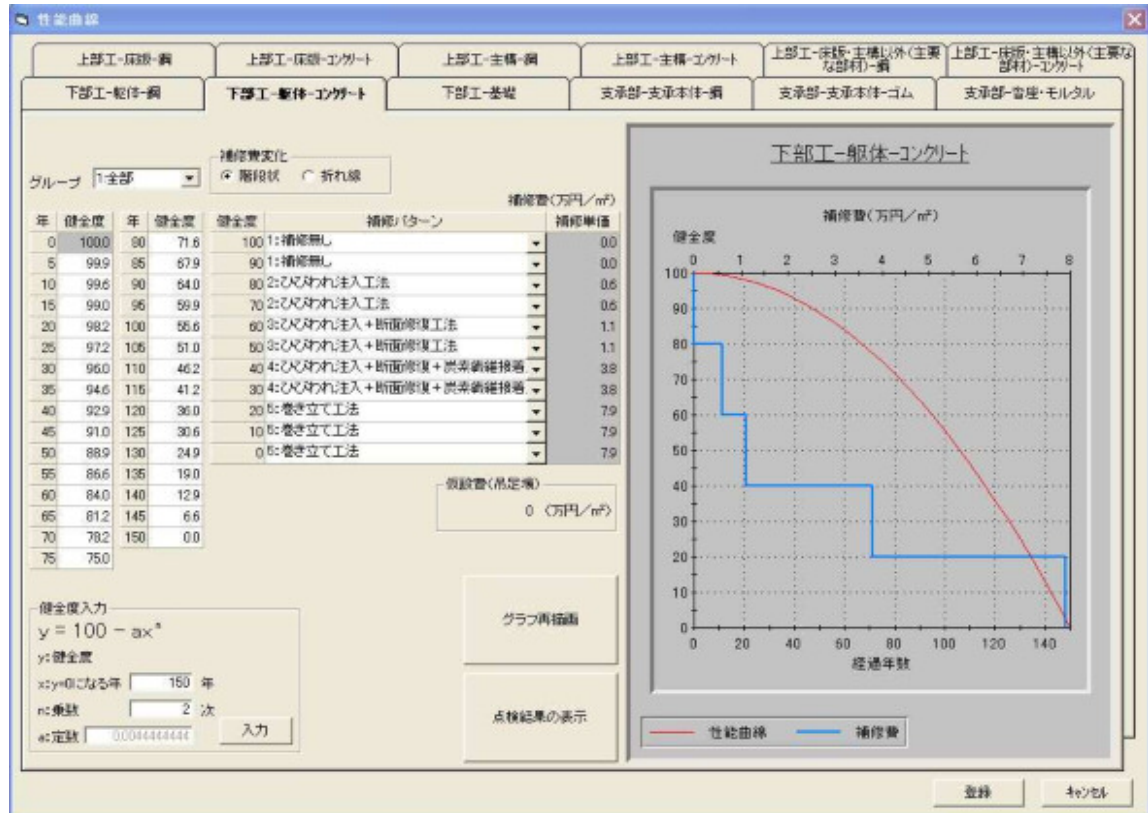 性能曲線
上部工-床版-鋼
上部工-床版-コンクリート
上部工-主構-鋼
上部工-主構-コンクリート
上部工-床版・主構以外(主要な部材)-鋼
上部工-床版・主構以外(主要な部材)-コンクリート
下部工-躯体-鋼
下部工-躯体-コンクリート
下部工-基礎
支承部-支承本体-鋼
支承部-支承本体-ゴム
支承部-沓座・モルタル
グループ 1:全部
補修費変化
階段状 折れ線
補修費(万円/㎡)
年 健全度 年 健全度 健全度 補修パターン 補修単価
0 100.0 80 71.6 100 1:補修無し 0.0
5 99.9 85 67.9 90 1:補修無し 0.0
10 99.6 90 64.0 80 2:ひびわれ注入工法 0.6
15 99.0 95 59.9 70 2:ひびわれ注入工法 0.6
20 98.2 100 55.6 60 3:ひびわれ注入+断面修復工法 1.1
25 97.2 105 51.0 50 3:ひびわれ注入+断面修復工法 1.1
30 96.0 110 46.2 40 4:ひびわれ注入+断面修復+炭素繊維接着 3.8
35 94.6 115 41.2 30 4:ひびわれ注入+断面修復+炭素繊維接着 3.8
40 92.9 120 36.0 20 5:巻き立て工法 7.9
45 91.0 125 30.6 10 5:巻き立て工法 7.9
50 88.9 130 24.9 0 5:巻き立て工法 7.9
55 86.6 135 19.0
60 84.0 140 12.9
65 81.2 145 6.6
70 78.2 150 0.0
75 75.0
仮設費(吊足場)
0 (万円/㎡)
健全度入力
y = 100 - axⁿ
y:健全度
x:y=0になる年 150 年
n:乗数 2 次
a:定数 0.0044444444
入力
グラフ再描画
点検結果の表示
下部工-躯体-コンクリート
補修費(万円/㎡)
健全度
0 1 2 3 4 5 6 7 8
100
90
80
70
60
50
40
30
20
10
0
0 20 40 60 80 100 120 140
経過年数
性能曲線 補修費
登録 キャンセル